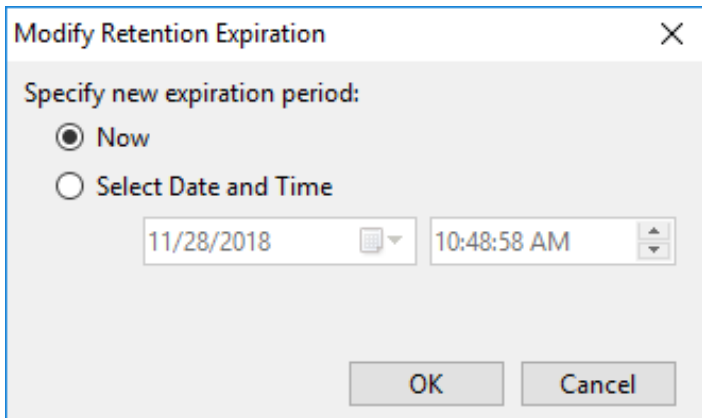 Modify Retention Expiration
Specify new expiration period:
Now
Select Date and Time
11/28/2018 10:48:58 AM
OK Cancel